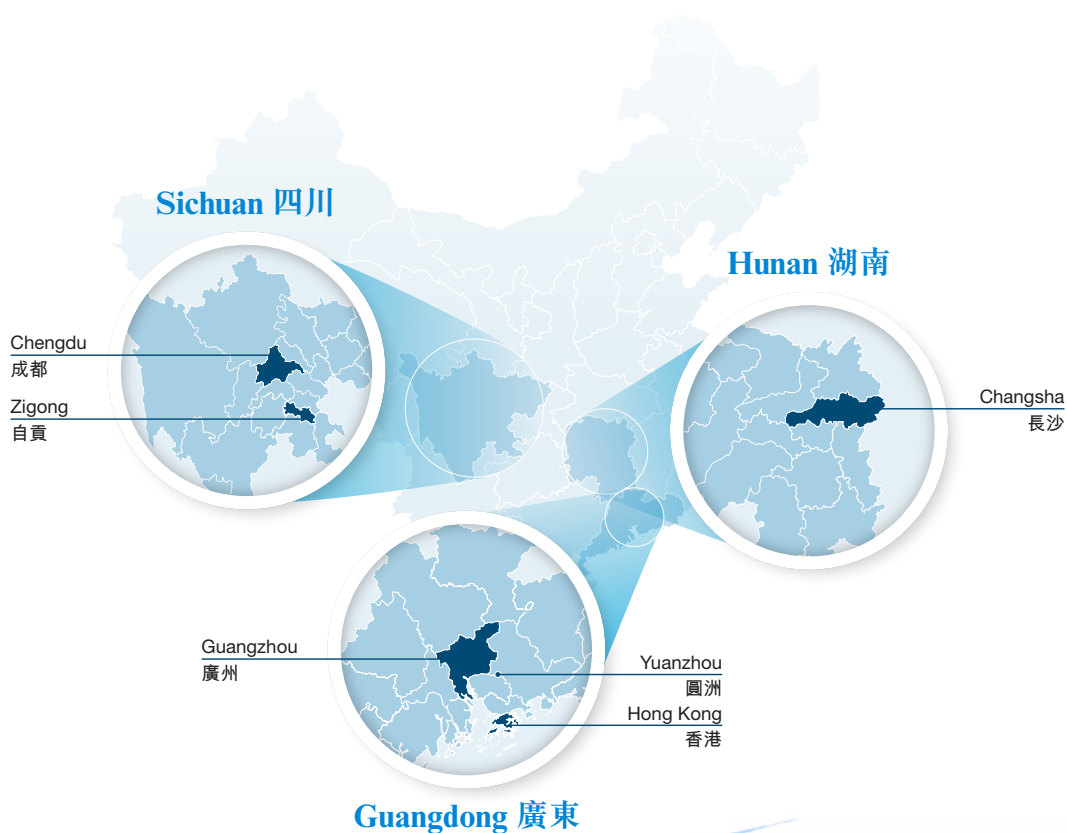 Sichuan 四川
Hunan 湖南
Chengdu
成都
Zigong
自貢
Changsha
長沙
Guangzhou
廣州
Yuanzhou
圓洲
Hong Kong
香港
Guangdong 廣東